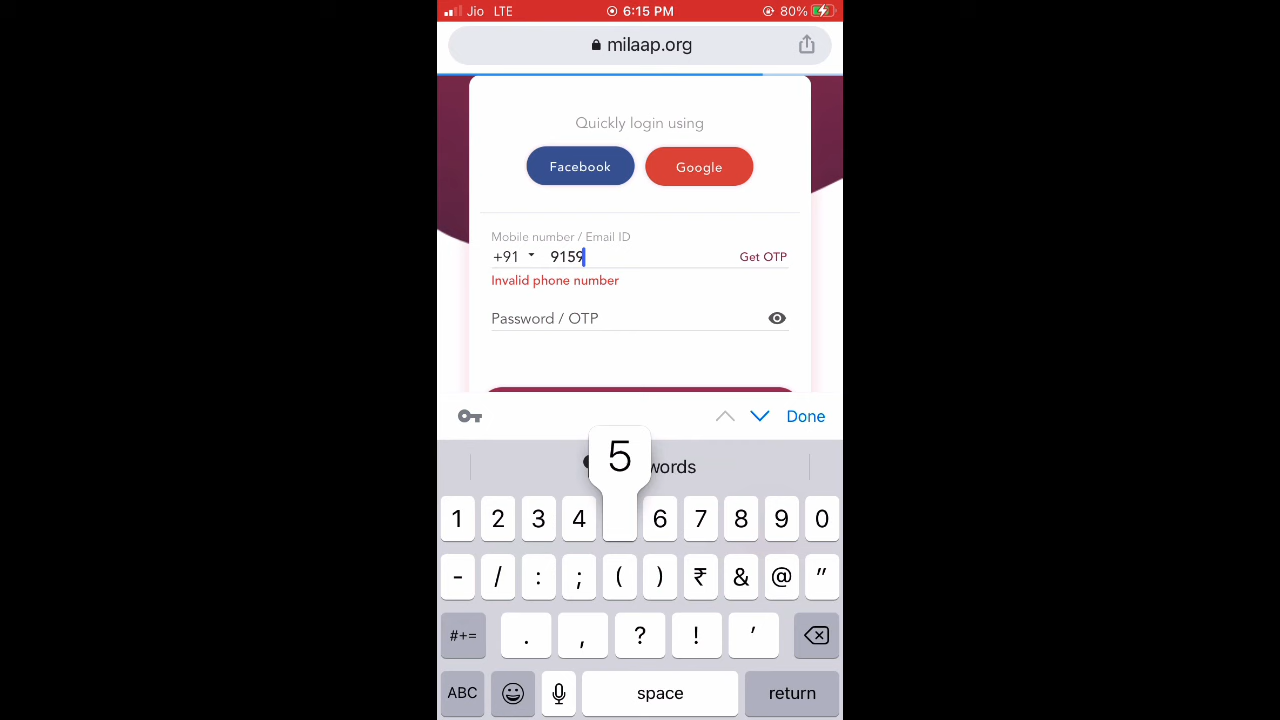 Jio LTE 6:15 PM 80%
milaap.org
Quickly login using
Facebook Google
Mobile number / Email ID
+91 9159 Get OTP
Invalid phone number
Password / OTP
Done
5
words
1 2 3 4 6 7 8 9 0
- / : ; ( ) ₹ & @ ”
#+= . , ? ! ’
ABC space return